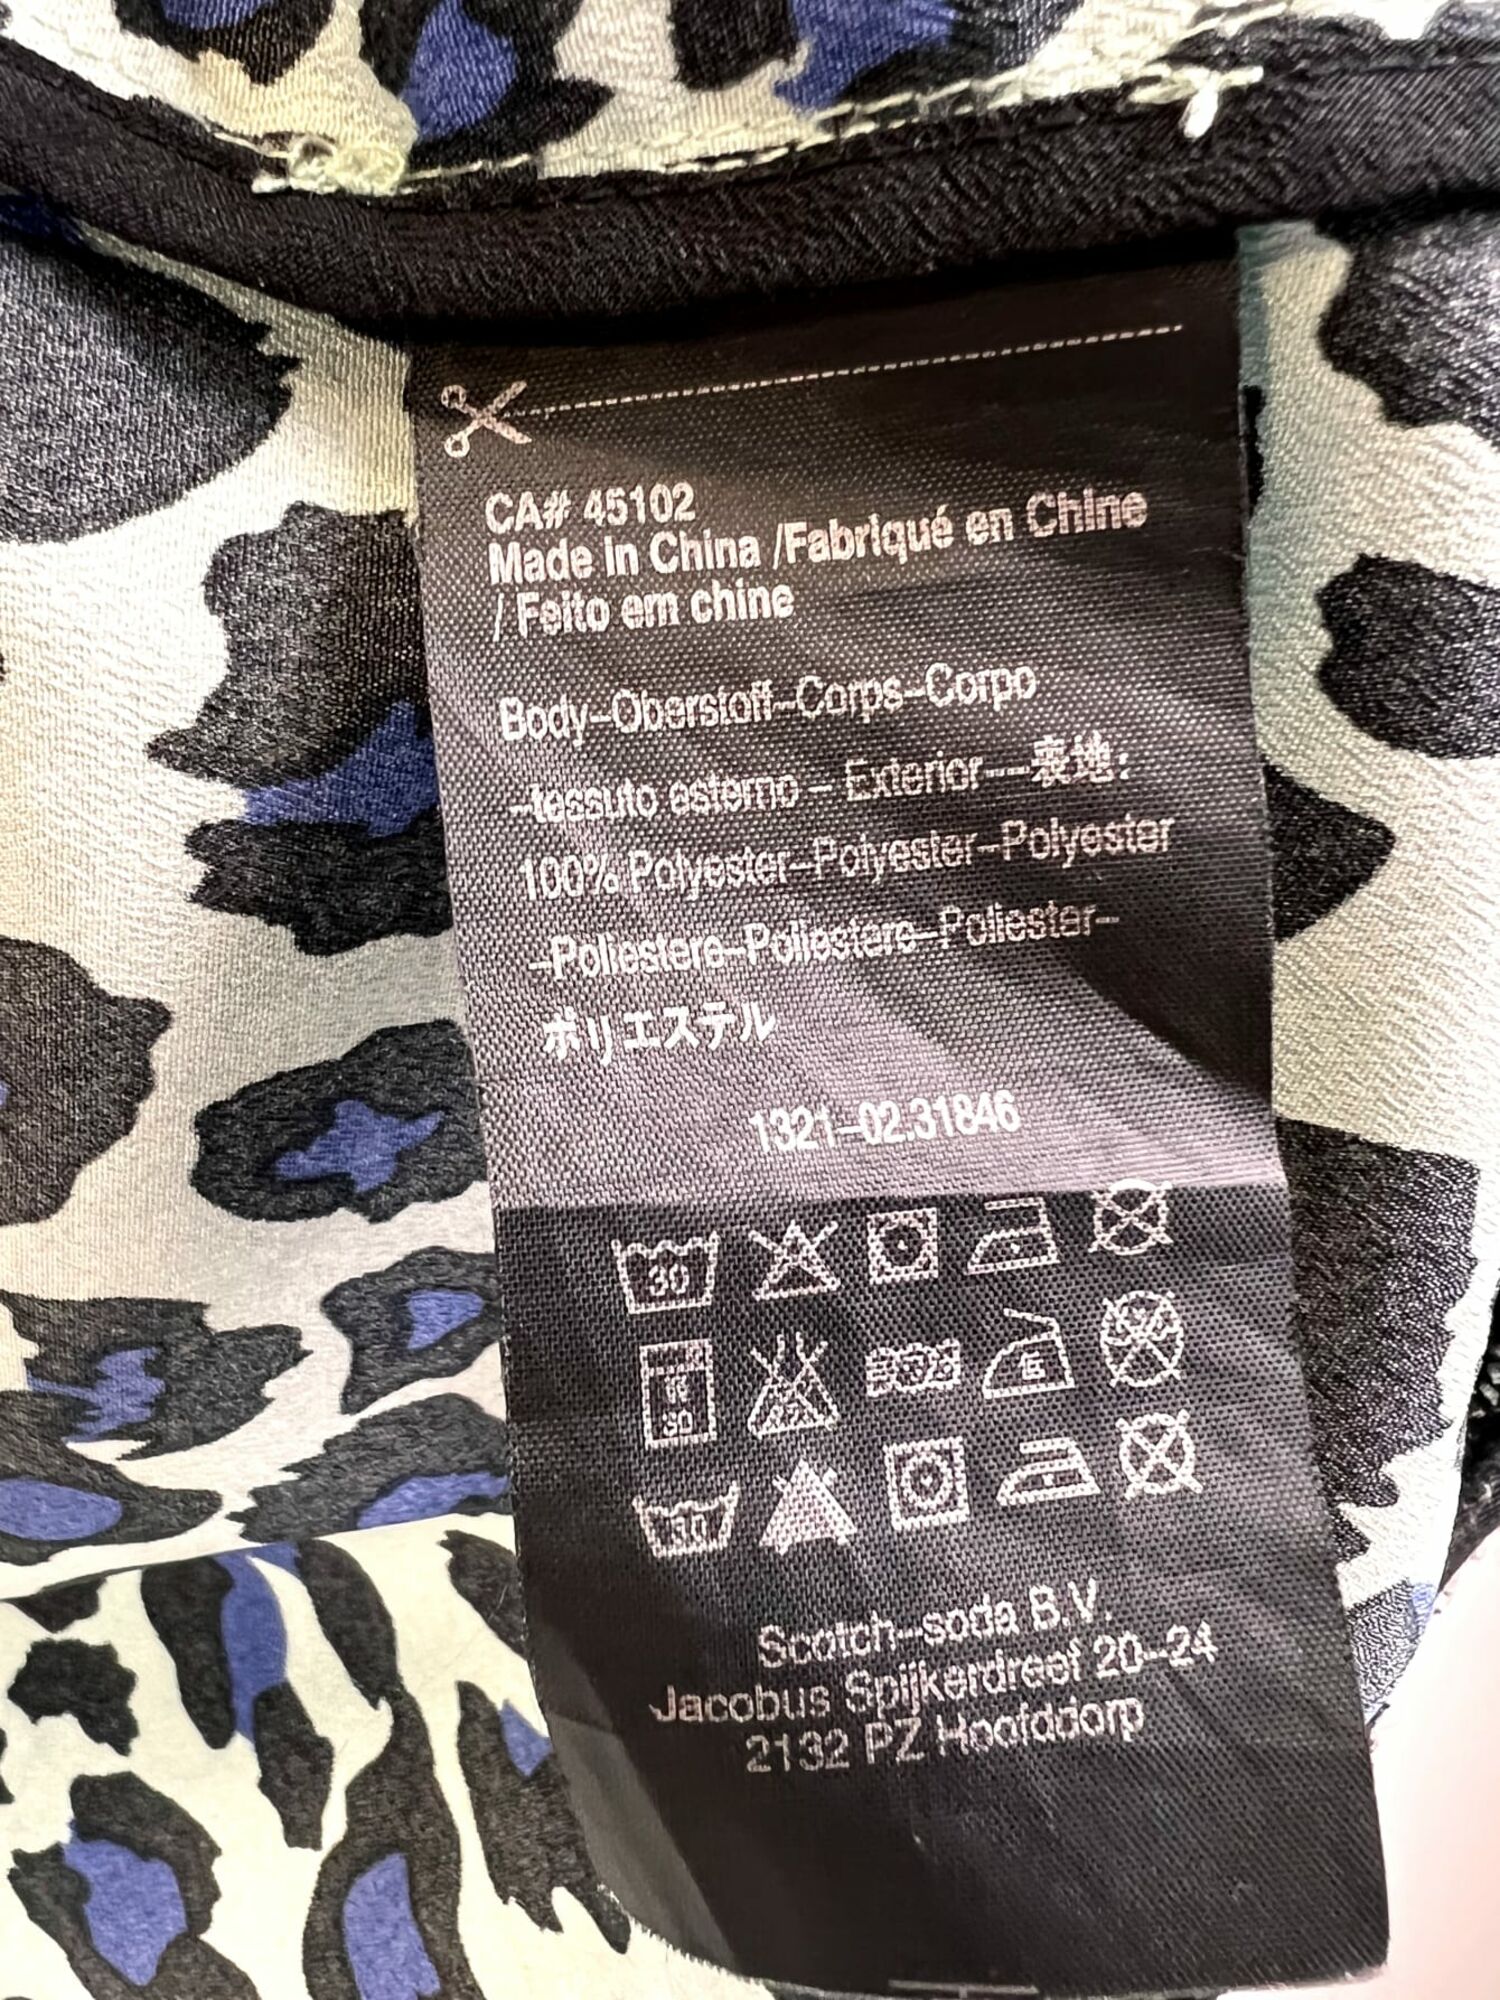 CA# 45102
Made in China /Fabriqué en Chine
/ Feito em chine
Body-Oberstoff-Corps-Corpo
-tessuto esterno - Exterior--表地:
100% Polyester-Polyester-Polyester
-Poliestere-Poliestere-Poliester-
ポリエステル
1321-02.31846
30
30
30
Scotch-soda B.V.
Jacobus Spijkerdreef 20-24
2132 PZ Hoofddorp